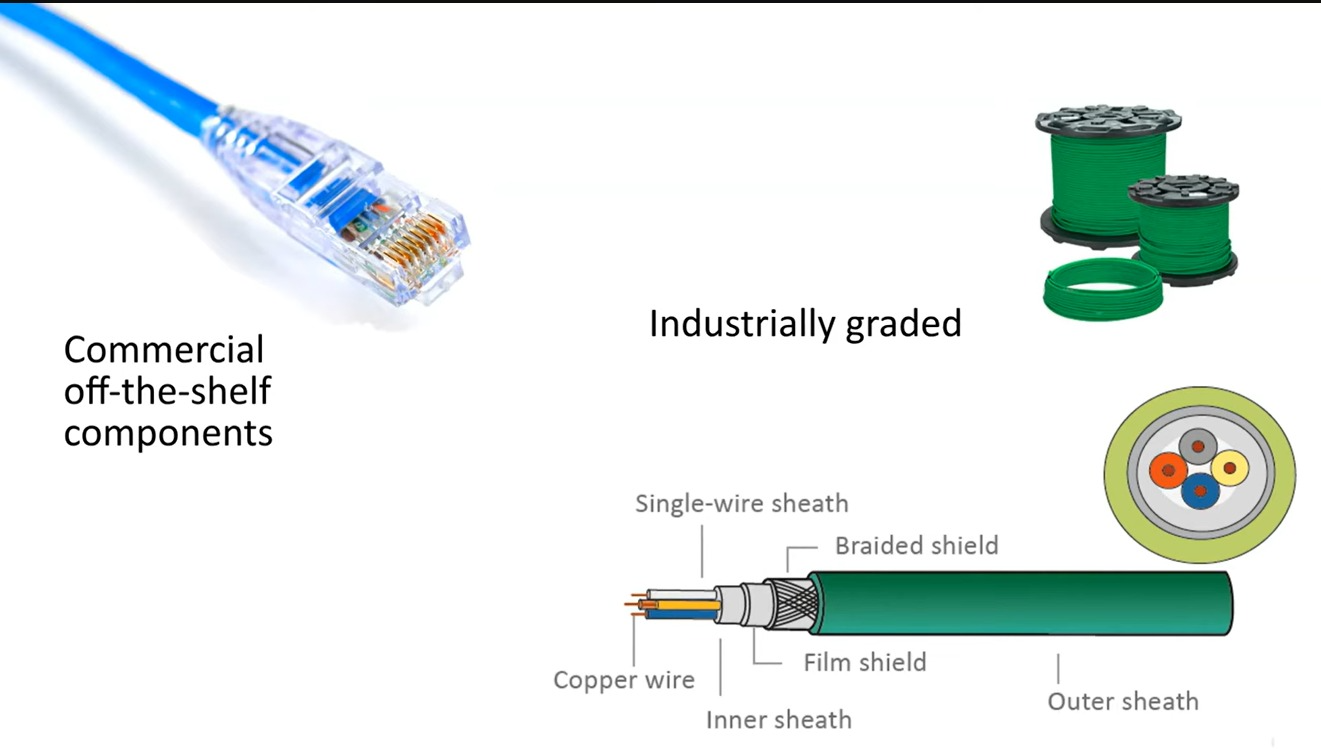 Commercial
off-the-shelf
components
Industrially graded
Single-wire sheath
Braided shield
Copper wire
Film shield
Inner sheath
Outer sheath